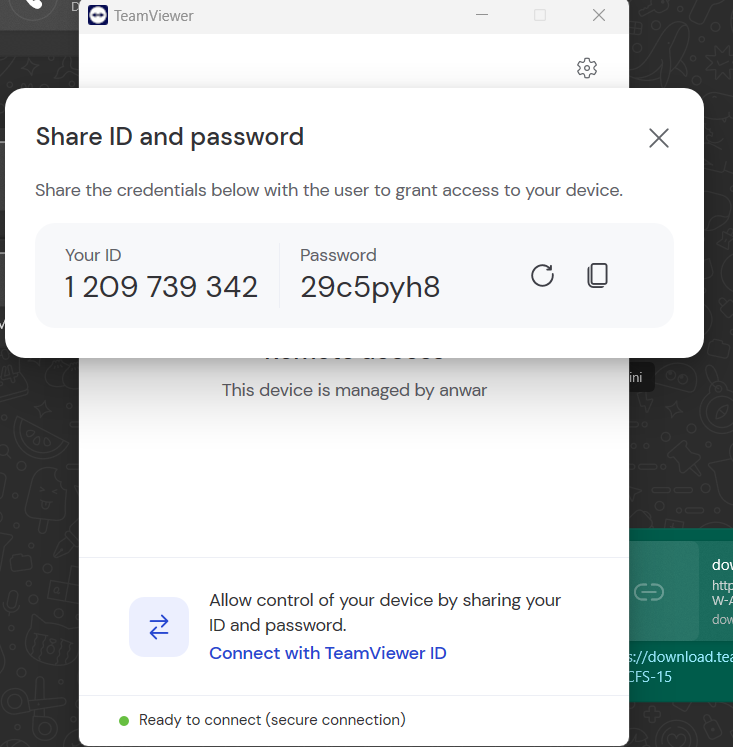 TeamViewer
Share ID and password
Share the credentials below with the user to grant access to your device.
Your ID
1 209 739 342
Password
29c5pyh8
This device is managed by anwar
ini
Allow control of your device by sharing your
ID and password.
Connect with TeamViewer ID
Ready to connect (secure connection)
dow
http
W-A
dow
s://download.tea
CFS-15